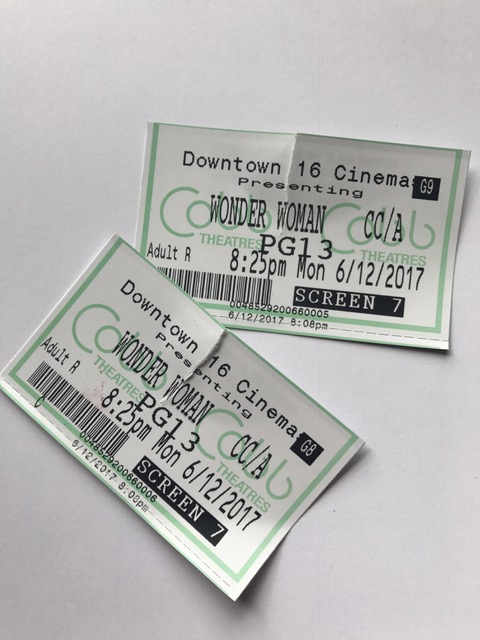 Downtown 16 Cinema G9
Presenting
Cobb Cobb
THEATRES THEATRES
WONDER WOMAN CC/A
PG13
Adult R 8:25pm Mon 6/12/2017
SCREEN 7
0048529200660005
6/12/2017 8:08pm
Downtown 16 Cinema G8
Presenting
Cobb Cobb
THEATRES THEATRES
WONDER WOMAN CC/A
PG13
Adult R 8:25pm Mon 6/12/2017
SCREEN 7
0048529200660006
6/12/2017 8:08pm